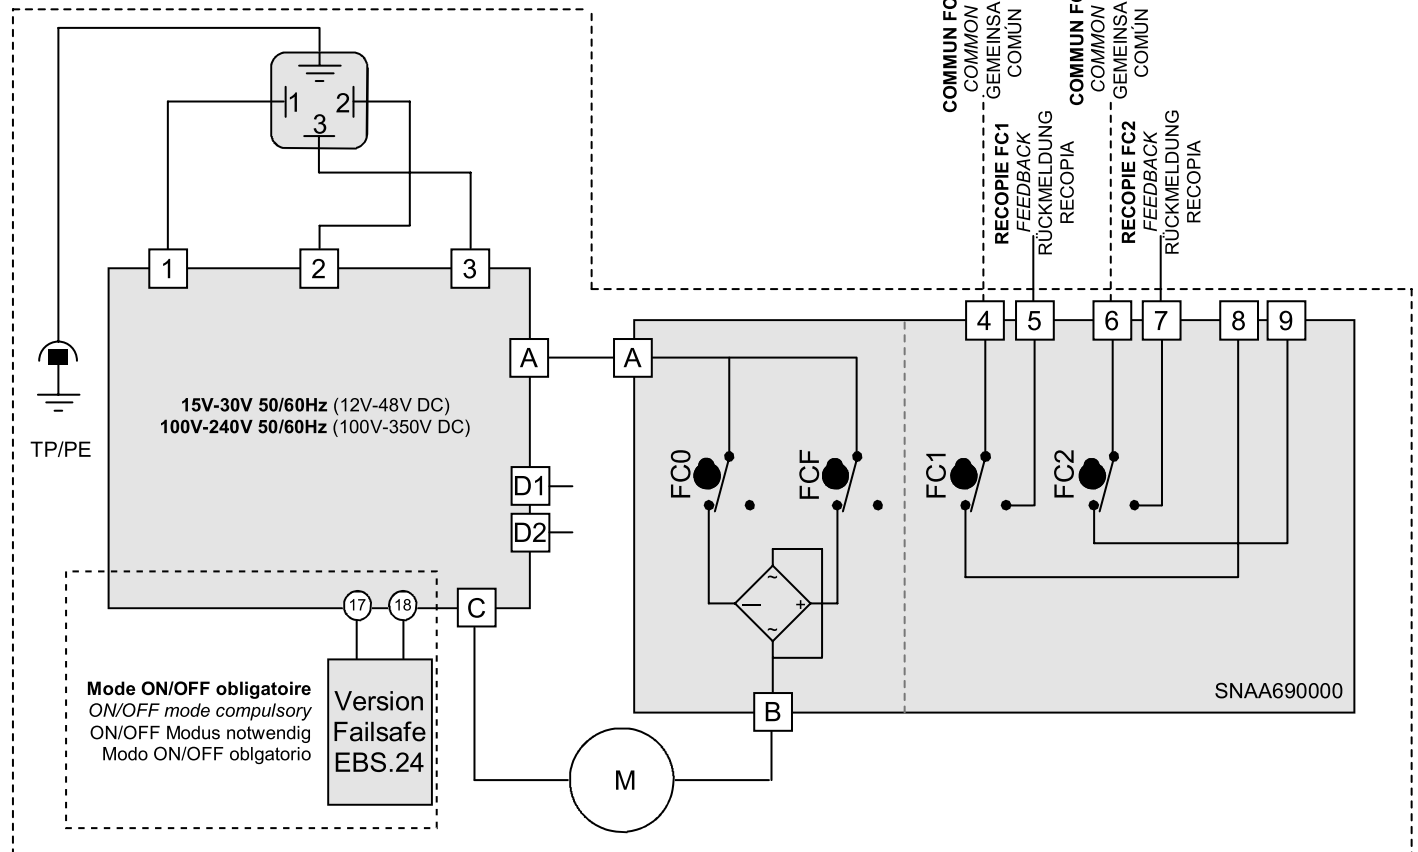 COMMUN FC
COMMON
GEMEINSA
COMÚN
COMMUN FC
COMMON
GEMEINSA
COMÚN
RECOPIE FC1
FEEDBACK
RÜCKMELDUNG
RECOPIA
RECOPIE FC2
FEEDBACK
RÜCKMELDUNG
RECOPIA
1 2
3
1 2 3
4 5 6 7 8 9
A A
15V-30V 50/60Hz (12V-48V DC)
100V-240V 50/60Hz (100V-350V DC)
TP/PE
FC0 FCF FC1 FC2
D1
D2
~
— +
~
17 18 C
SNAA690000
B
Mode ON/OFF obligatoire
ON/OFF mode compulsory
ON/OFF Modus notwendig
Modo ON/OFF oblgatorio
Version
Failsafe
EBS.24
M